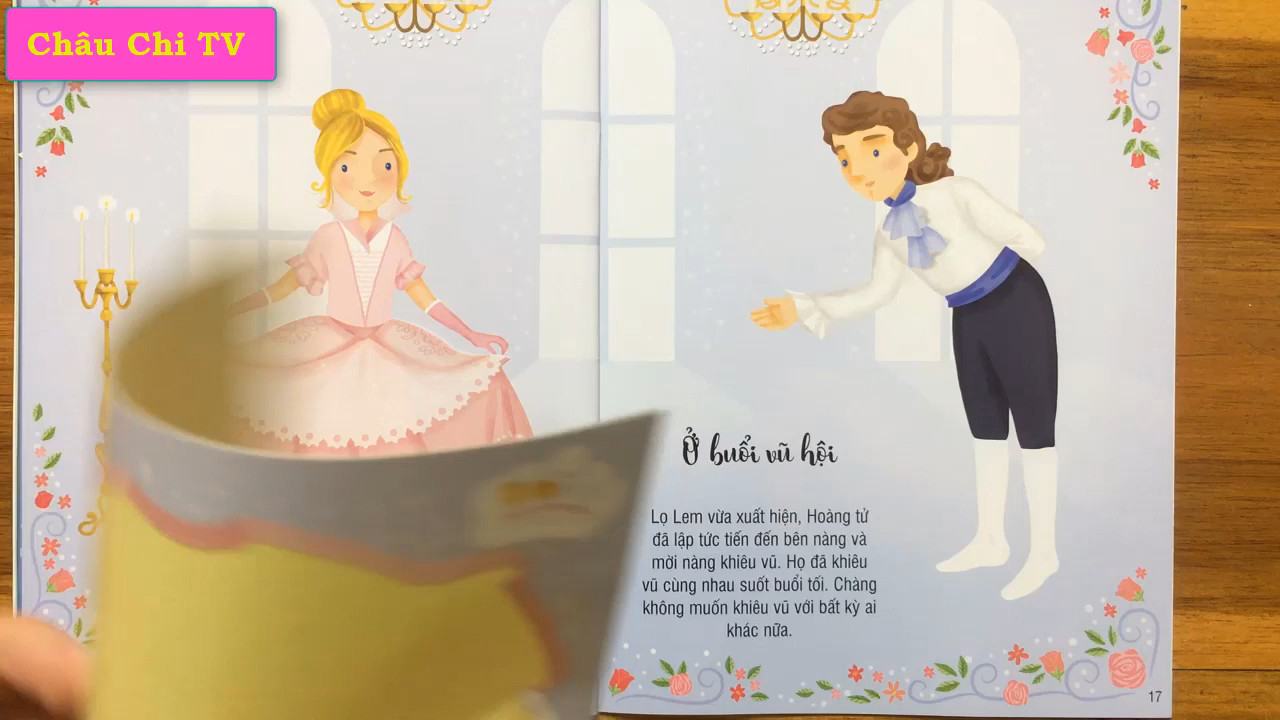 Châu Chi TV
Ở buổi vũ hội
Lọ Lem vừa xuất hiện, Hoàng tử
đã lập tức tiến đến bên nàng và
mời nàng khiêu vũ. Họ đã khiêu
vũ cùng nhau suốt buổi tối. Chàng
không muốn khiêu vũ với bất kỳ ai
khác nữa.
17